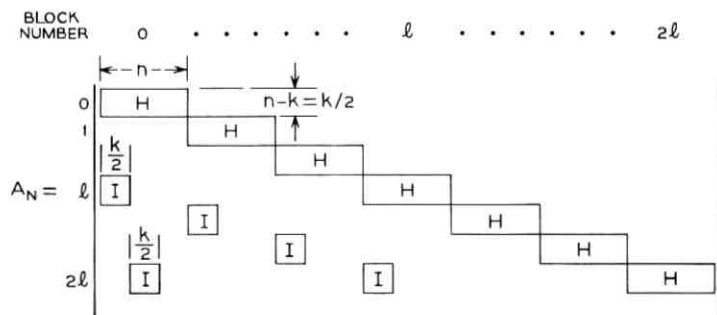 BLOCK NUMBER 0 · · · · · · ℓ · · · · · · 2ℓ
n
0 H n-k=k/2
1 H
H
|k/2|
A_N = ℓ I H
I H
|k/2| I H
2ℓ I I H